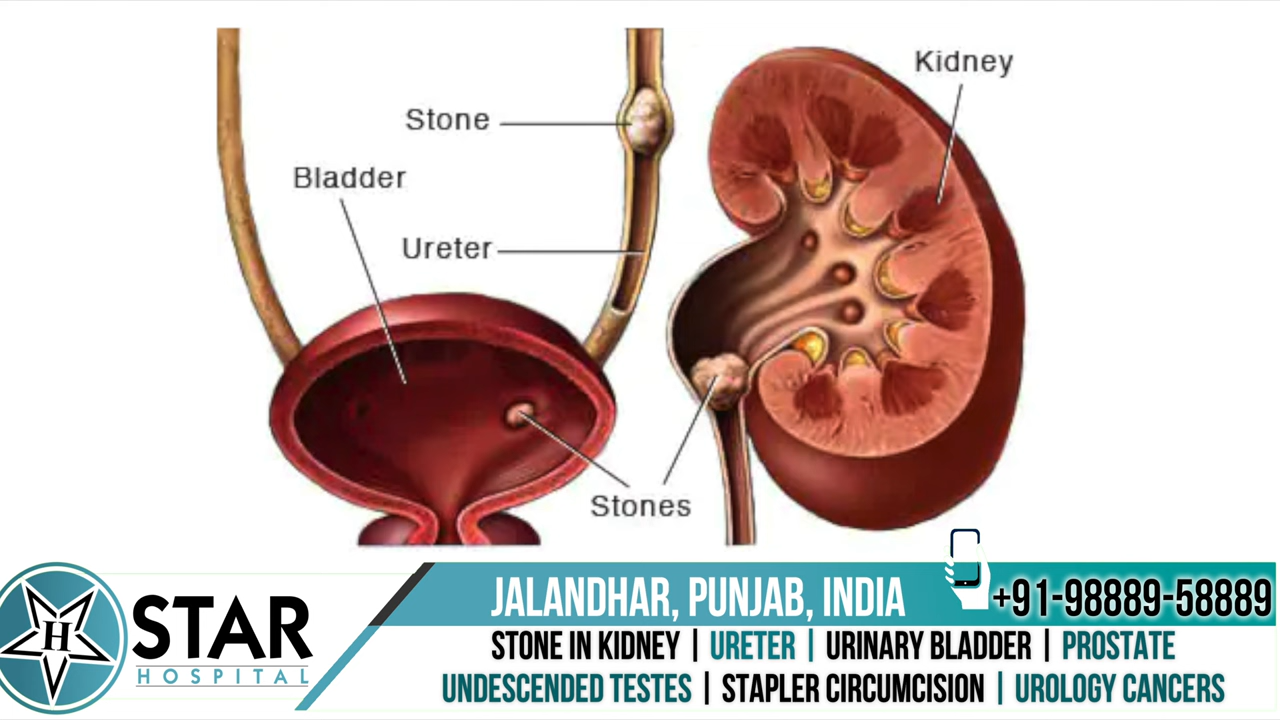 Kidney
Stone
Bladder
Ureter
Stones
H
STAR
HOSPITAL
JALANDHAR, PUNJAB, INDIA
+91-98889-58889
STONE IN KIDNEY | URETER | URINARY BLADDER | PROSTATE
UNDESCENDED TESTES | STAPLER CIRCUMCISION | UROLOGY CANCERS